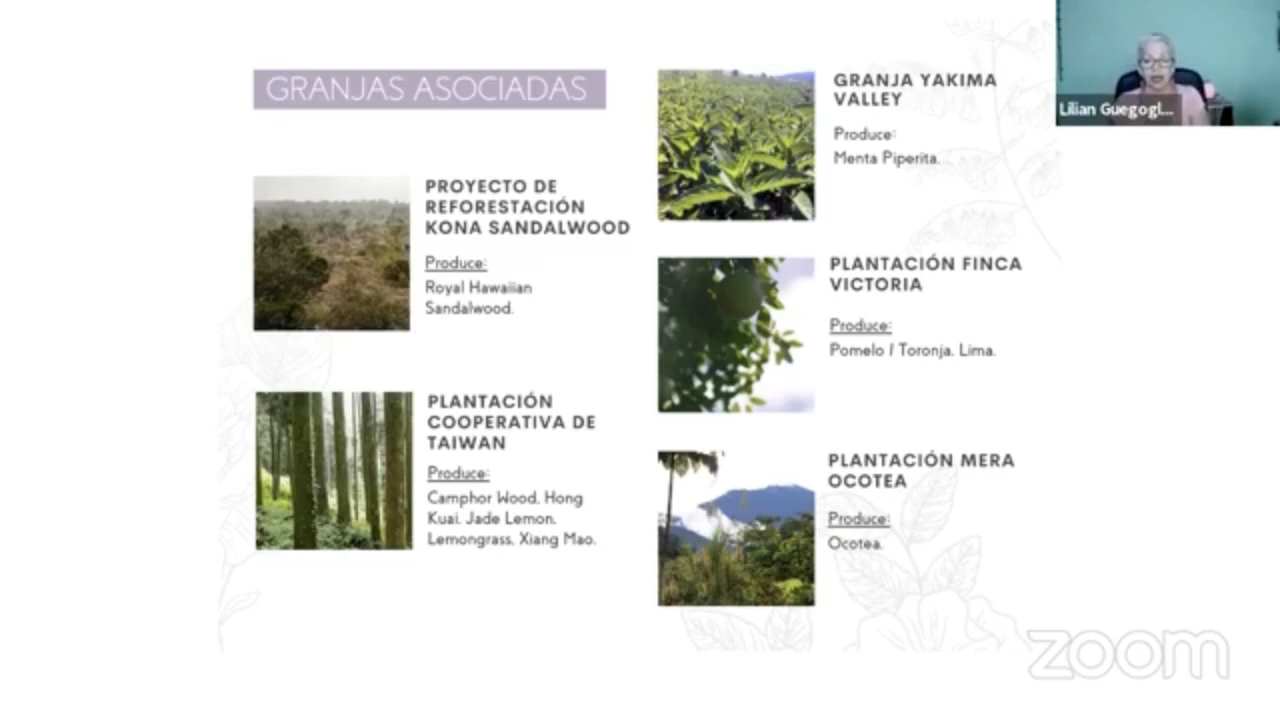 GRANJAS ASOCIADAS
PROYECTO DE
REFORESTACIÓN
KONA SANDALWOOD
Produce:
Royal Hawaiian
Sandalwood.
PLANTACIÓN
COOPERATIVA DE
TAIWAN
Produce:
Camphor Wood, Hong
Kuai, Jade Lemon,
Lemongrass, Xiang Mao.
GRANJA YAKIMA
VALLEY
Produce:
Menta Piperita.
PLANTACIÓN FINCA
VICTORIA
Produce:
Pomelo / Toronja, Lima.
PLANTACIÓN MERA
OCOTEA
Produce:
Ocotea.
Lilian Guegogl...
zoom